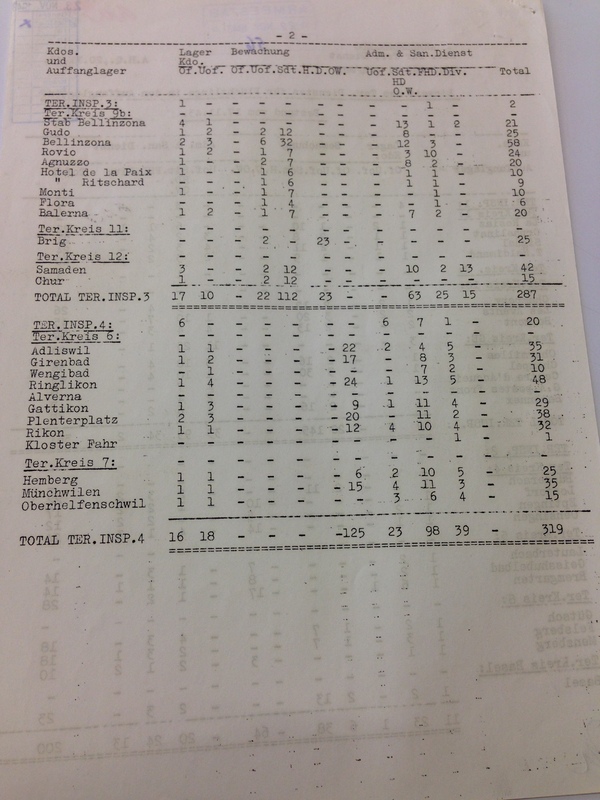 - 2 -
Kdos. Lager Bewachung Adm. & San.Dienst
und Kdo.
Auffanglager Of.Uof. Of.Uof.Sdt.H.D.OW. Uof.Sdt.FHD.Div. Total
HD
O.W.
TER.INSP.3: 1 - - - - - - - - 1 - 2
Ter.Kreis 9b: - - - - - - - - - - - -
Stab Bellinzona 4 1 - - - - - - 13 1 2 21
Gudo 1 2 - 2 12 - - - 8 - - 25
Bellinzona 2 3 - 6 32 - - - 12 3 - 58
Rovio 1 2 - 1 7 - - - 3 10 - 24
Agnuzzo 1 - - 2 7 - - - 8 2 - 20
Hotel de la Paix 1 - - 1 6 - - - 1 1 - 10
" Ritschard - - - 1 6 - - - 1 1 - 9
Monti 1 - - 1 7 - - - - 1 - 10
Flora - - - 1 4 - - - - 1 - 6
Balerna 1 2 - 1 7 - - - 7 2 - 20
Ter.Kreis 11: - - - - - - - - - - - -
Brig - - - 2 - 23 - - - - - 25
Ter.Kreis 12: - - - - - - - - - - - -
Samaden 3 - - 2 12 - - - 10 2 13 42
Chur 1 - - 2 12 - - - - - - 15
TOTAL TER.INSP.3 17 10 - 22 112 23 - - 63 25 15 287
TER.INSP.4: 6 - - - - - - 6 7 1 - 20
Ter.Kreis 6: - - - - - - - - - - - -
Adliswil 1 1 - - - - 22 2 4 5 - 35
Girenbad 1 2 - - - - 17 - 8 3 - 31
Wengibad - 1 - - - - - - 7 2 - 10
Ringlikon 1 4 - - - - 24 1 13 5 - 48
Alverna - - - - - - - - - - - -
Gattikon 1 3 - - - - 9 1 11 4 - 29
Plenterplatz 2 3 - - - - 20 - 11 2 - 38
Rikon 1 1 - - - - 12 4 10 4 - 32
Kloster Fahr - - - - - - - - - 1 - 1
Ter.Kreis 7: - - - - - - - - - - - -
Hemberg 1 1 - - - - 6 2 10 5 - 25
Münchwilen 1 1 - - - - 15 4 11 3 - 35
Oberhelfenschwil 1 1 - - - - - 3 6 4 - 15
TOTAL TER.INSP.4 16 18 - - - -125 23 98 39 - 319